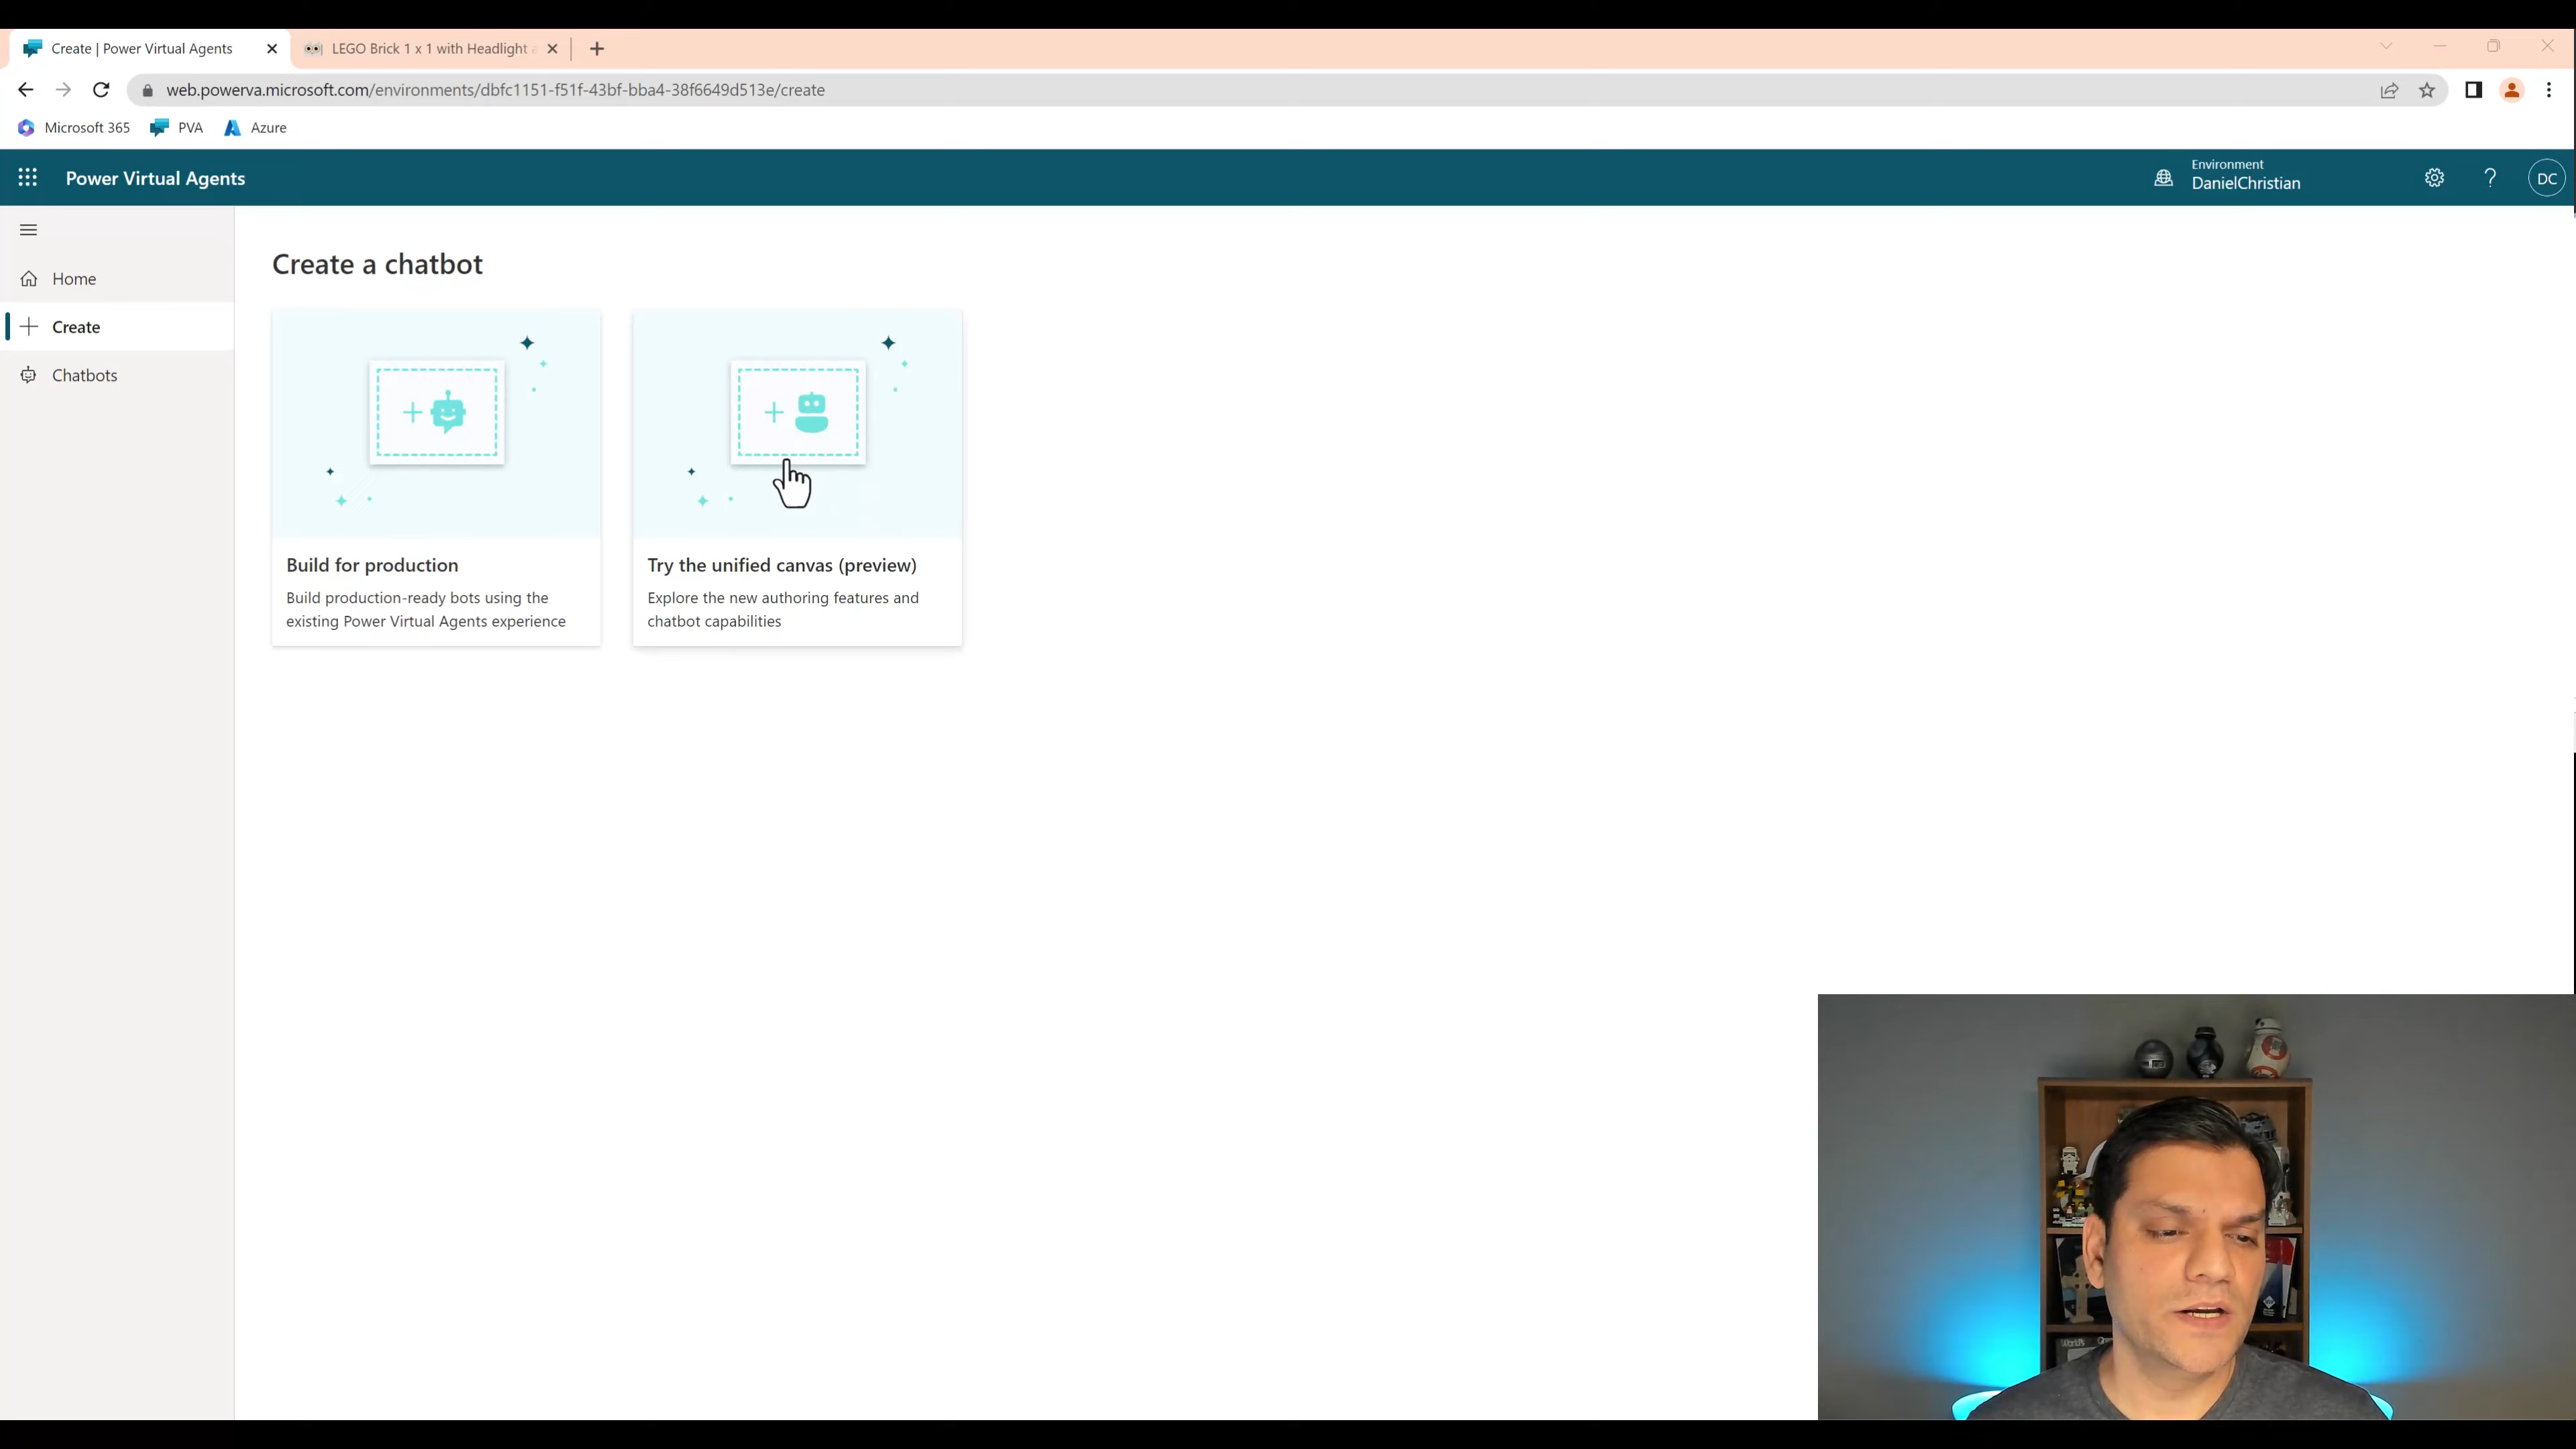 Create | Power Virtual Agents
LEGO Brick 1 x 1 with Headlight
web.powerva.microsoft.com/environments/dbfc1151-f51f-43bf-bba4-38f6649d513e/create
Microsoft 365
PVA
Azure
Power Virtual Agents
Environment
DanielChristian
DC
Home
Create
Chatbots
Create a chatbot
Build for production
Build production-ready bots using the
existing Power Virtual Agents experience
Try the unified canvas (preview)
Explore the new authoring features and
chatbot capabilities